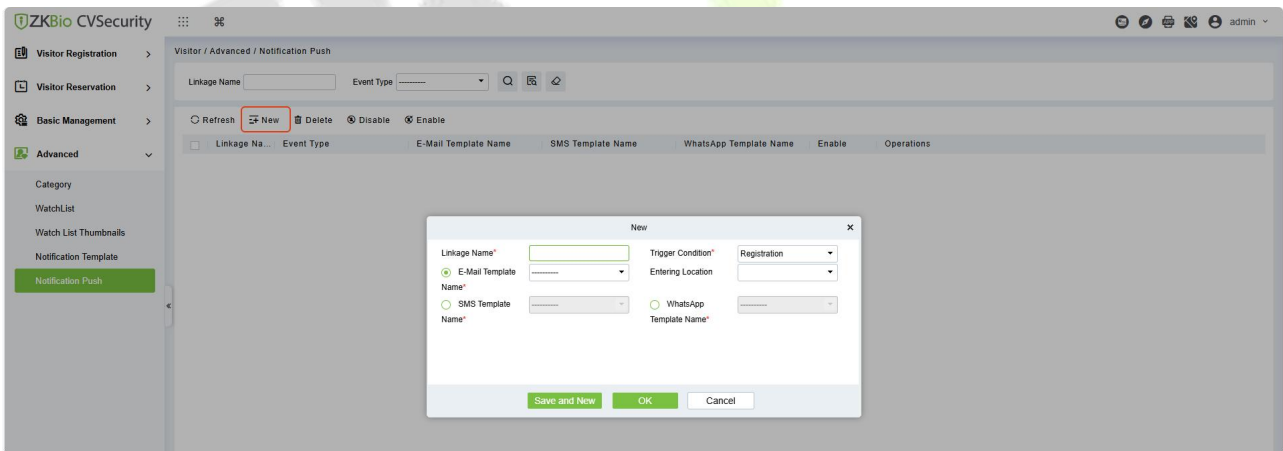 ZKBio CVSecurity
admin
Visitor Registration
Visitor / Advanced / Notification Push
Visitor Reservation
Linkage Name
Event Type ----------
Basic Management
Refresh New Delete Disable Enable
Linkage Na... Event Type E-Mail Template Name SMS Template Name WhatsApp Template Name Enable Operations
Advanced
Category
WatchList
Watch List Thumbnails
Notification Template
Notification Push
New
Linkage Name* Trigger Condition* Registration
E-Mail Template ---------- Entering Location
Name*
SMS Template ---------- WhatsApp ----------
Name* Template Name*
Save and New OK Cancel